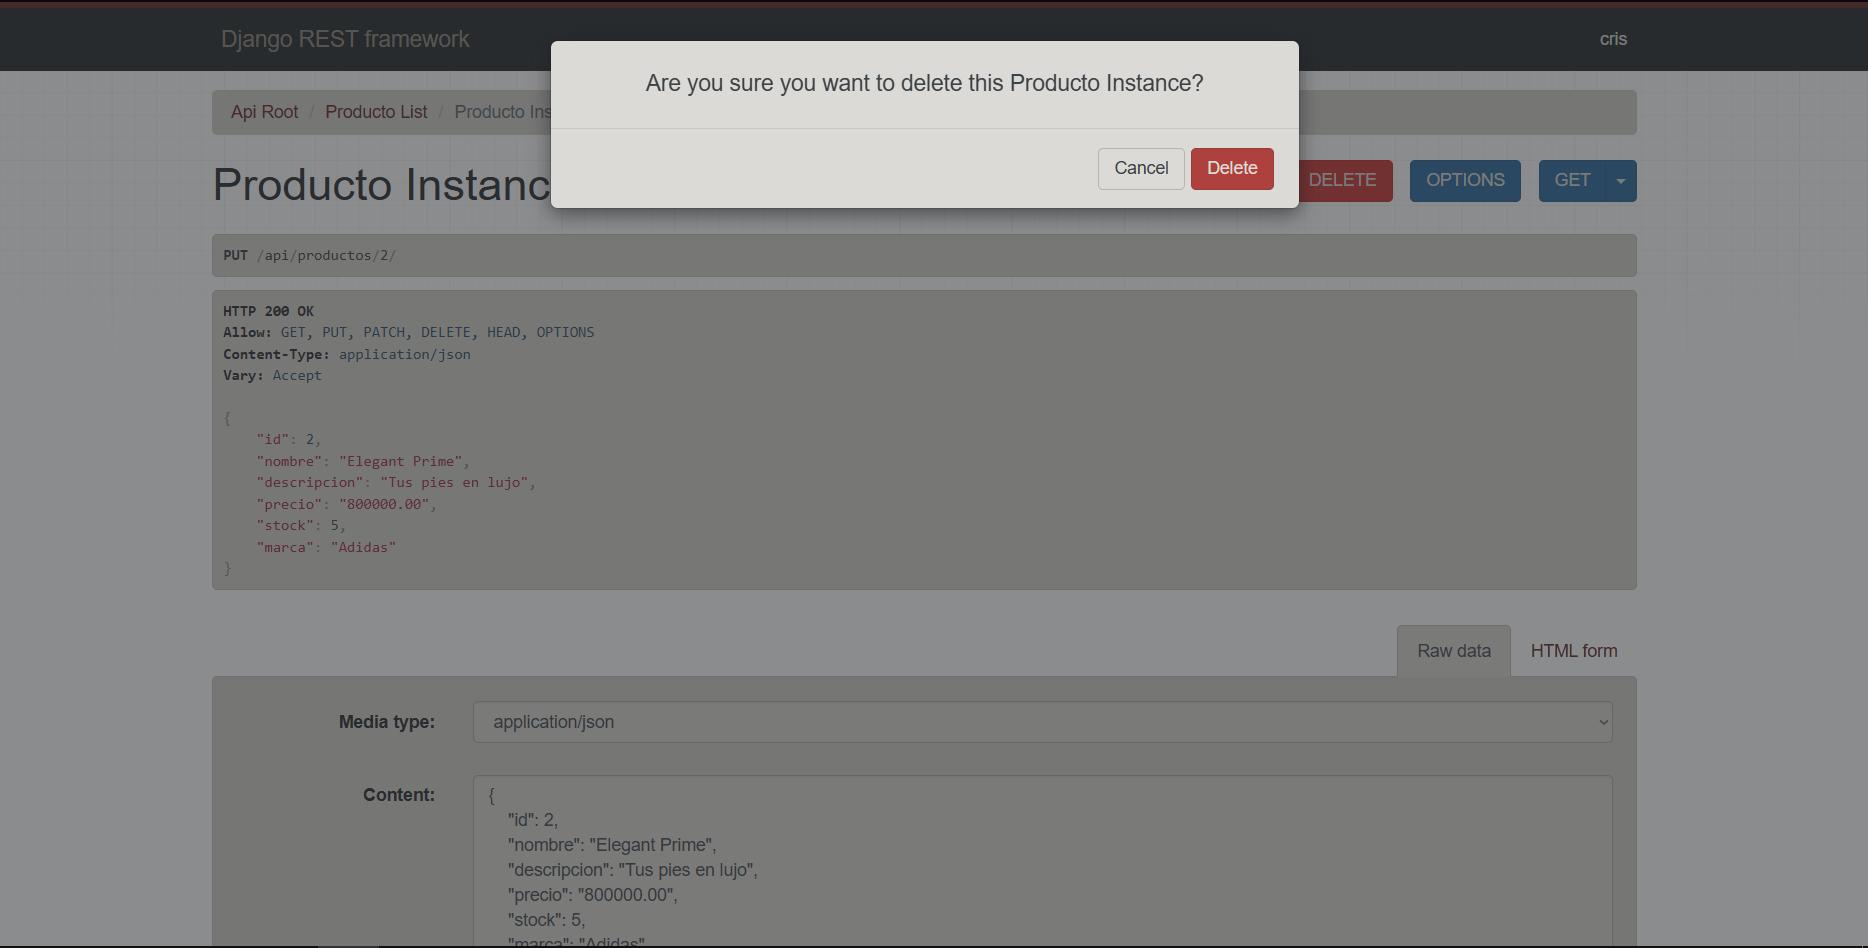 Django REST framework
cris
Are you sure you want to delete this Producto Instance?
Cancel
Delete
Api Root / Producto List / Producto Ins
Producto Instanc
DELETE
OPTIONS
GET
PUT /api/productos/2/
HTTP 200 OK
Allow: GET, PUT, PATCH, DELETE, HEAD, OPTIONS
Content-Type: application/json
Vary: Accept
{
"id": 2,
"nombre": "Elegant Prime",
"descripcion": "Tus pies en lujo",
"precio": "800000.00",
"stock": 5,
"marca": "Adidas"
}
Raw data
HTML form
Media type:
application/json
Content:
{
"id": 2,
"nombre": "Elegant Prime",
"descripcion": "Tus pies en lujo",
"precio": "800000.00",
"stock": 5,
"marca": "Adidas"